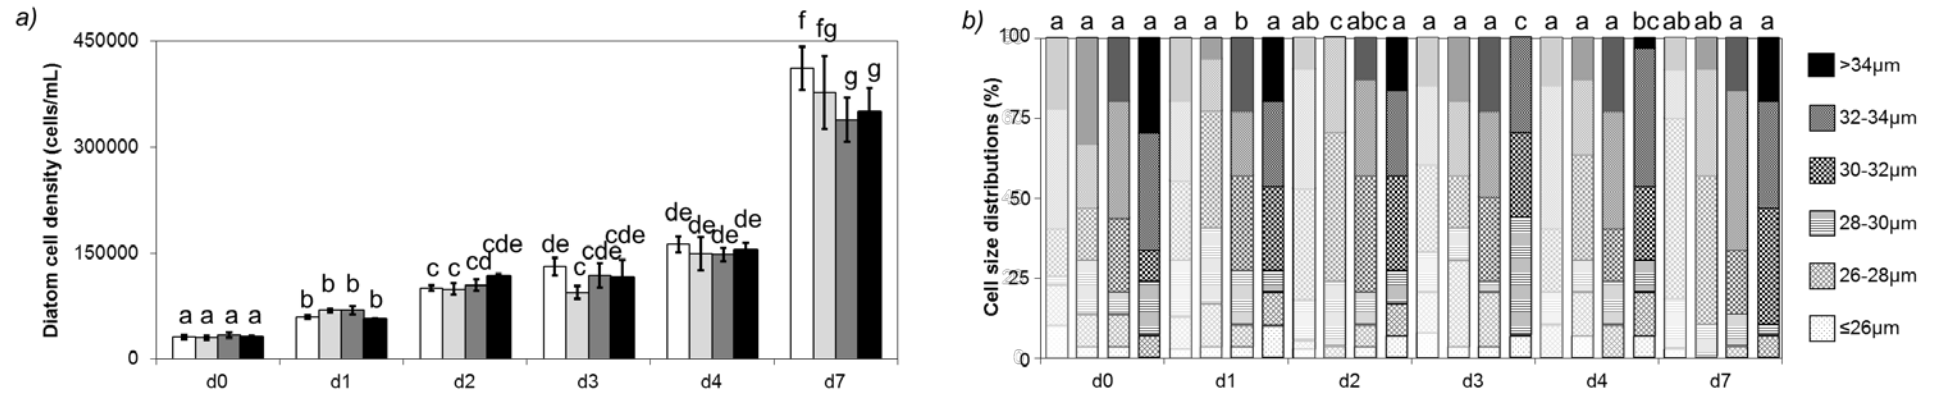 a)
Diatom cell density (cells/mL)
450000
300000
150000
0
a a a a
b b b b
c c cd cde
de c cde cde
de de de de
f fg g g
d0 d1 d2 d3 d4 d7
b)
Cell size distributions (%)
100
75
50
25
0
a a a a a a b a ab c abc a a a a c a a a bc ab ab a a
d0 d1 d2 d3 d4 d7
>34µm
32-34µm
30-32µm
28-30µm
26-28µm
≤26µm